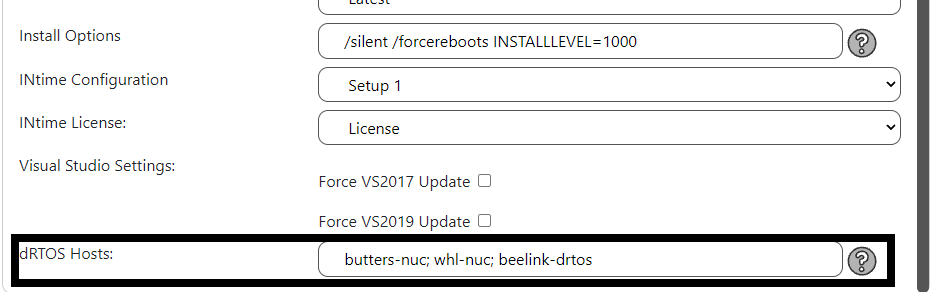 Latest
Install Options
/silent /forcereboots INSTALLLEVEL=1000
?
INtime Configuration
Setup 1
INtime License:
License
Visual Studio Settings:
Force VS2017 Update
Force VS2019 Update
dRTOS Hosts:
butters-nuc; whl-nuc; beelink-drtos
?